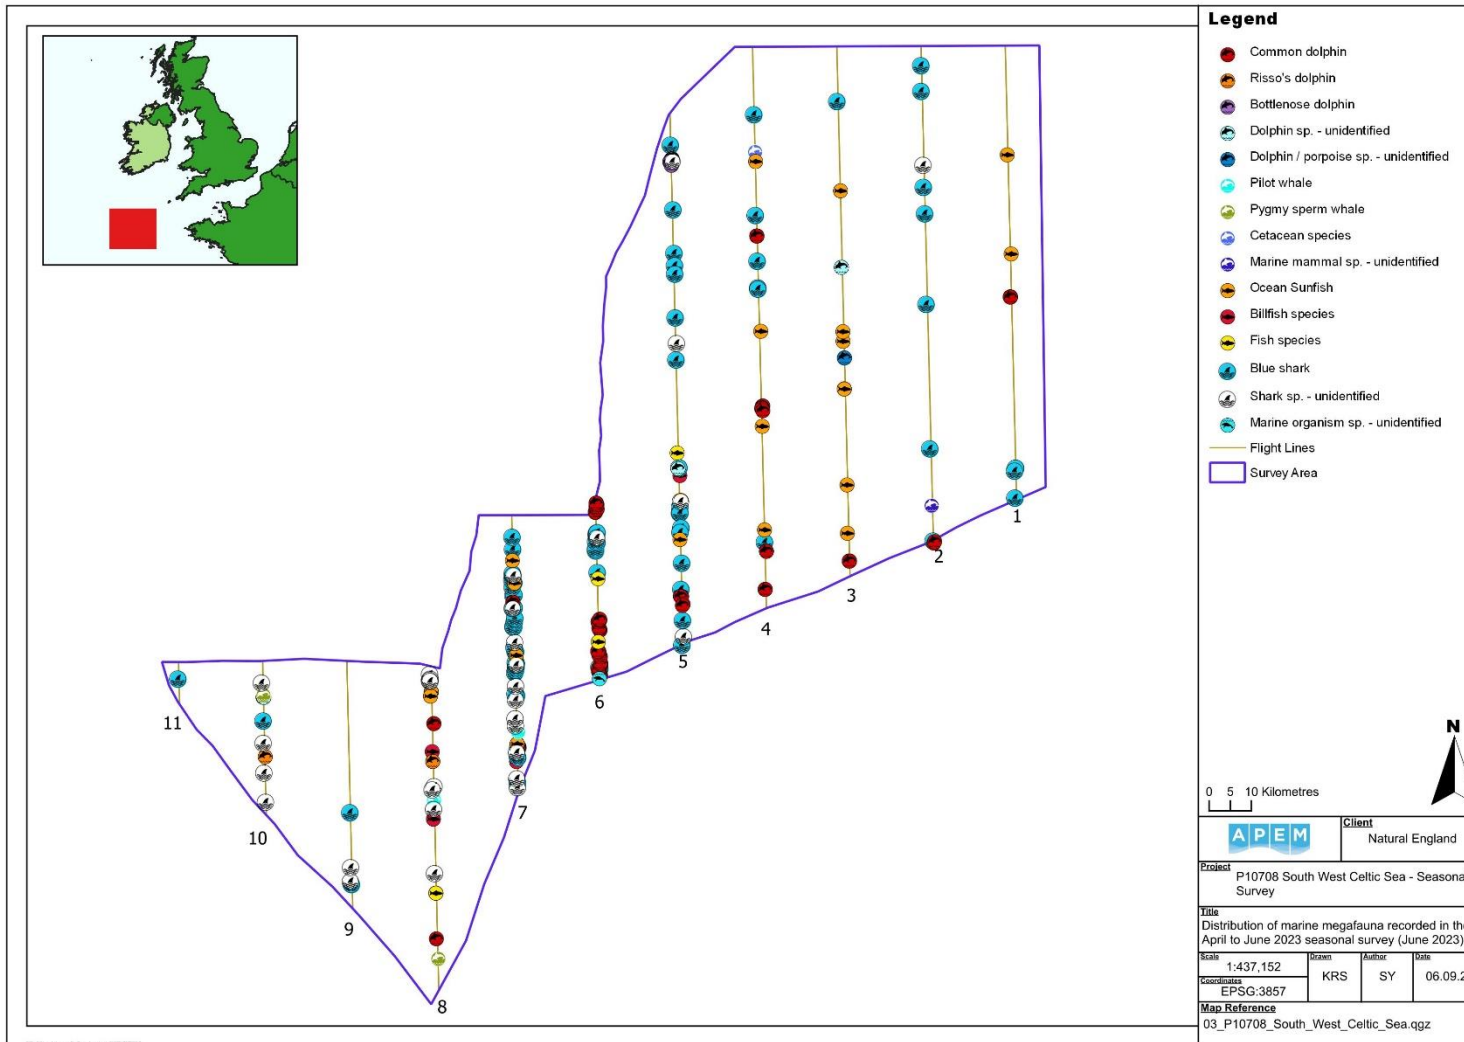 Legend
Common dolphin
Risso's dolphin
Bottlenose dolphin
Dolphin sp. - unidentified
Dolphin / porpoise sp. - unidentified
Pilot whale
Pygmy sperm whale
Cetacean species
Marine mammal sp. - unidentified
Ocean Sunfish
Billfish species
Fish species
Blue shark
Shark sp. - unidentified
Marine organism sp. - unidentified
Flight Lines
Survey Area
1
2
3
4
5
6
7
8
9
10
11
N
0 5 10 Kilometres
APEM
Client
Natural England
Project
P10708 South West Celtic Sea - Seasona
Survey
Title
Distribution of marine megafauna recorded in the
April to June 2023 seasonal survey (June 2023)
Scale
1:437,152
Drawn
KRS
Author
SY
Date
06.09.2
Coordinates
EPSG:3857
Map Reference
03_P10708_South_West_Celtic_Sea.qgz